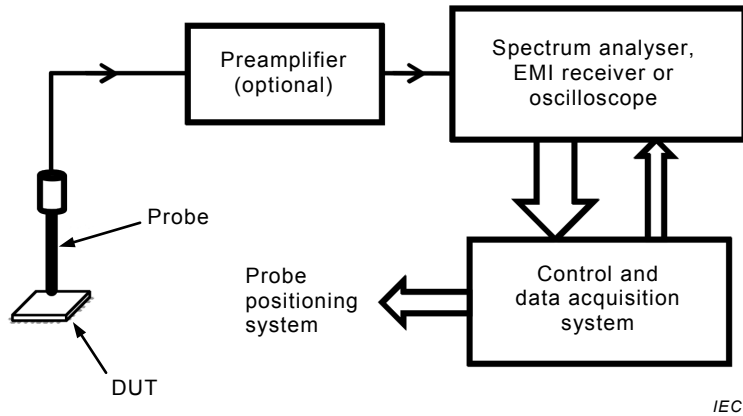 Preamplifier
(optional)
Spectrum analyser,
EMI receiver or
oscilloscope
Probe
Probe
positioning
system
Control and
data acquisition
system
DUT
IEC